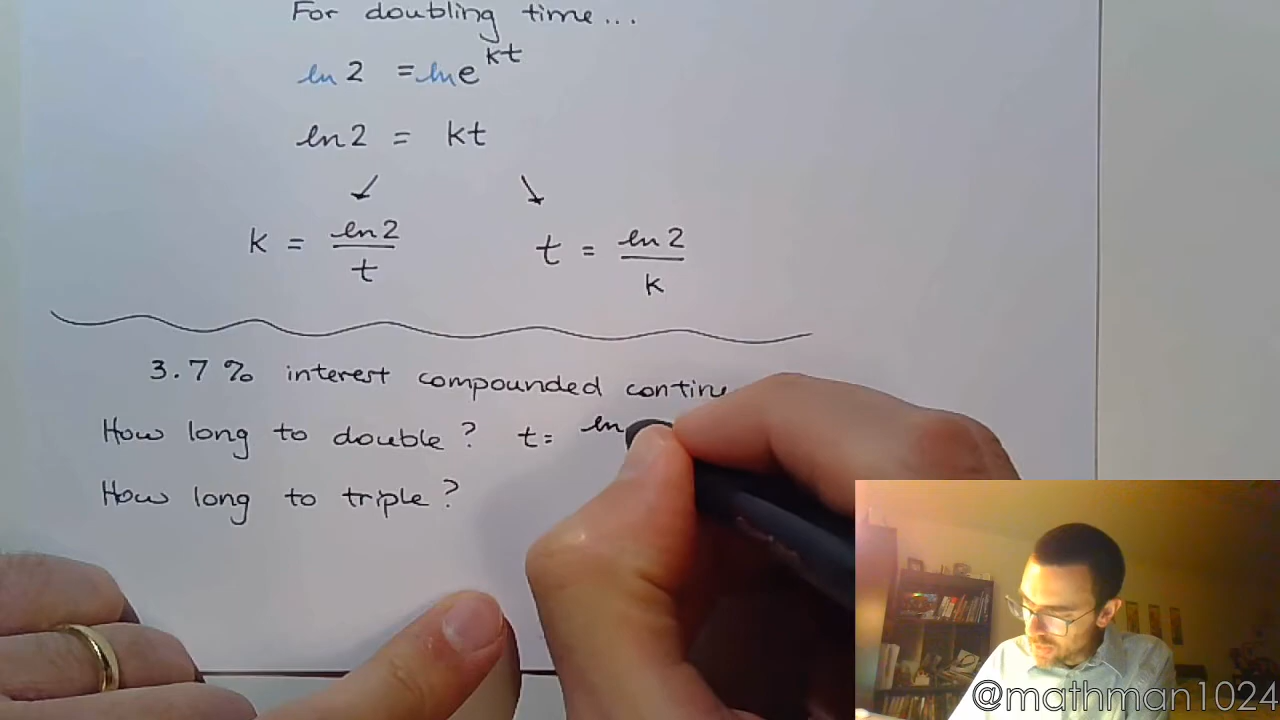 For doubling time...
ln 2 = ln e^kt
ln 2 = kt
↙ ↘
k = ln 2 / t t = ln 2 / k
3.7 % interest compounded
How long to double? t = ln
How long to triple?
@mathman1024